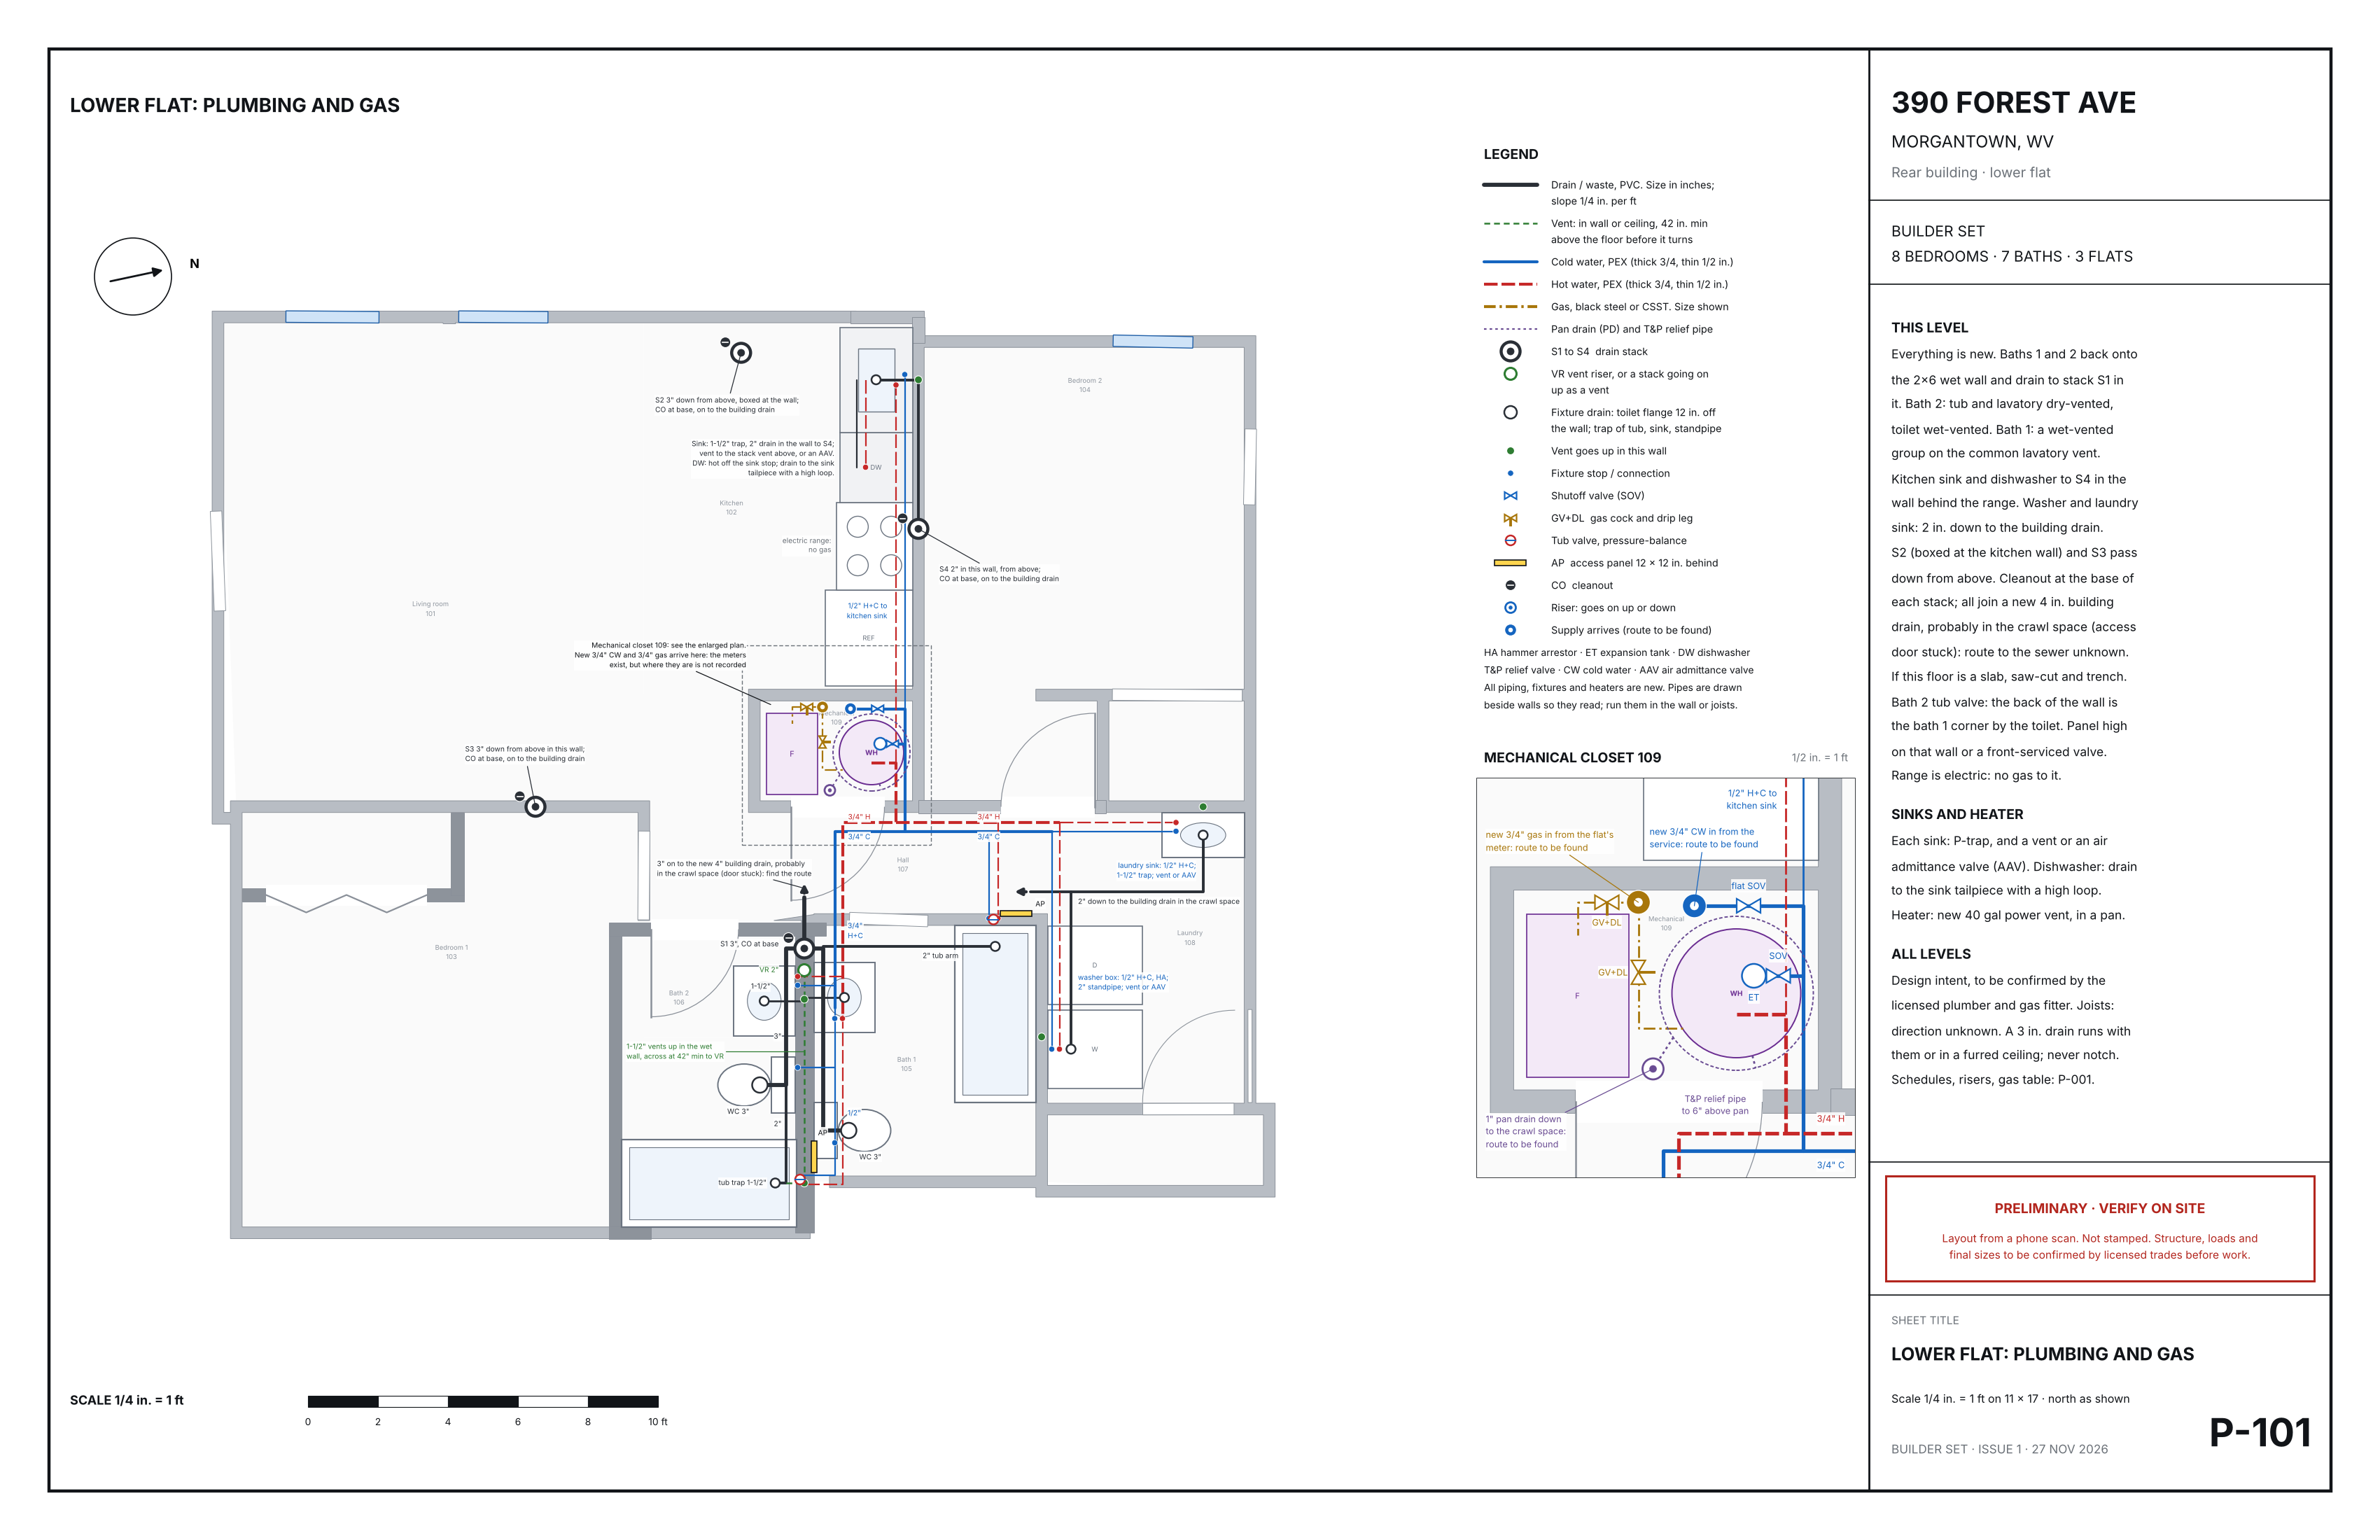 LOWER FLAT: PLUMBING AND GAS
N
S2 3" down from above, boxed at the wall;
CO at base, on to the building drain
Sink: 1-1/2" trap, 2" drain in the wall to S4;
vent to the stack vent above, or an AAV.
DW: hot off the sink stop; drain to the sink
tailpiece with a high loop.
DW
Kitchen
102
electric range:
no gas
Bedroom 2
104
S4 2" in this wall, from above;
CO at base, on to the building drain
1/2" H+C to
kitchen sink
REF
Living room
101
Mechanical closet 109: see the enlarged plan.
New 3/4" CW and 3/4" gas arrive here: the meters
exist, but where they are is not recorded
109
F
WH
S3 3" down from above in this wall;
CO at base, on to the building drain
3/4" H
3/4" H
3/4" C
3/4" C
3" on to the new 4" building drain, probably
in the crawl space (door stuck): find the route
Hall
107
laundry sink: 1/2" H+C;
1-1/2" trap; vent or AAV
AP
2" down to the building drain in the crawl space
3/4"
H+C
S1 3", CO at base
2" tub arm
Laundry
108
Bedroom 1
103
VR 2"
1-1/2"
Bath 2
106
D
washer box: 1/2" H+C, HA;
2" standpipe; vent or AAV
3"
1-1/2" vents up in the wet
wall, across at 42" min to VR
Bath 1
105
W
WC 3"
1/2"
2"
AP
WC 3"
tub trap 1-1/2"
SCALE 1/4 in. = 1 ft
0
2
4
6
8
10 ft
LEGEND
Drain / waste, PVC. Size in inches;
slope 1/4 in. per ft
Vent: in wall or ceiling, 42 in. min
above the floor before it turns
Cold water, PEX (thick 3/4, thin 1/2 in.)
Hot water, PEX (thick 3/4, thin 1/2 in.)
Gas, black steel or CSST. Size shown
Pan drain (PD) and T&P relief pipe
S1 to S4 drain stack
VR vent riser, or a stack going on
up as a vent
Fixture drain: toilet flange 12 in. off
the wall; trap of tub, sink, standpipe
Vent goes up in this wall
Fixture stop / connection
Shutoff valve (SOV)
GV+DL gas cock and drip leg
Tub valve, pressure-balance
AP access panel 12 × 12 in. behind
CO cleanout
Riser: goes on up or down
Supply arrives (route to be found)
HA hammer arrestor · ET expansion tank · DW dishwasher
T&P relief valve · CW cold water · AAV air admittance valve
All piping, fixtures and heaters are new. Pipes are drawn
beside walls so they read; run them in the wall or joists.
MECHANICAL CLOSET 109
1/2 in. = 1 ft
1/2" H+C to
kitchen sink
new 3/4" gas in from the flat's
meter: route to be found
new 3/4" CW in from the
service: route to be found
flat SOV
GV+DL
Mechanical
109
SOV
GV+DL
F
WH
ET
T&P relief pipe
to 6" above pan
1" pan drain down
to the crawl space:
route to be found
3/4" H
3/4" C
390 FOREST AVE
MORGANTOWN, WV
Rear building · lower flat
BUILDER SET
8 BEDROOMS · 7 BATHS · 3 FLATS
THIS LEVEL
Everything is new. Baths 1 and 2 back onto
the 2×6 wet wall and drain to stack S1 in
it. Bath 2: tub and lavatory dry-vented,
toilet wet-vented. Bath 1: a wet-vented
group on the common lavatory vent.
Kitchen sink and dishwasher to S4 in the
wall behind the range. Washer and laundry
sink: 2 in. down to the building drain.
S2 (boxed at the kitchen wall) and S3 pass
down from above. Cleanout at the base of
each stack; all join a new 4 in. building
drain, probably in the crawl space (access
door stuck): route to the sewer unknown.
If this floor is a slab, saw-cut and trench.
Bath 2 tub valve: the back of the wall is
the bath 1 corner by the toilet. Panel high
on that wall or a front-serviced valve.
Range is electric: no gas to it.
SINKS AND HEATER
Each sink: P-trap, and a vent or an air
admittance valve (AAV). Dishwasher: drain
to the sink tailpiece with a high loop.
Heater: new 40 gal power vent, in a pan.
ALL LEVELS
Design intent, to be confirmed by the
licensed plumber and gas fitter. Joists:
direction unknown. A 3 in. drain runs with
them or in a furred ceiling; never notch.
Schedules, risers, gas table: P-001.
PRELIMINARY · VERIFY ON SITE
Layout from a phone scan. Not stamped. Structure, loads and
final sizes to be confirmed by licensed trades before work.
SHEET TITLE
LOWER FLAT: PLUMBING AND GAS
Scale 1/4 in. = 1 ft on 11 × 17 · north as shown
P-101
BUILDER SET · ISSUE 1 · 27 NOV 2026